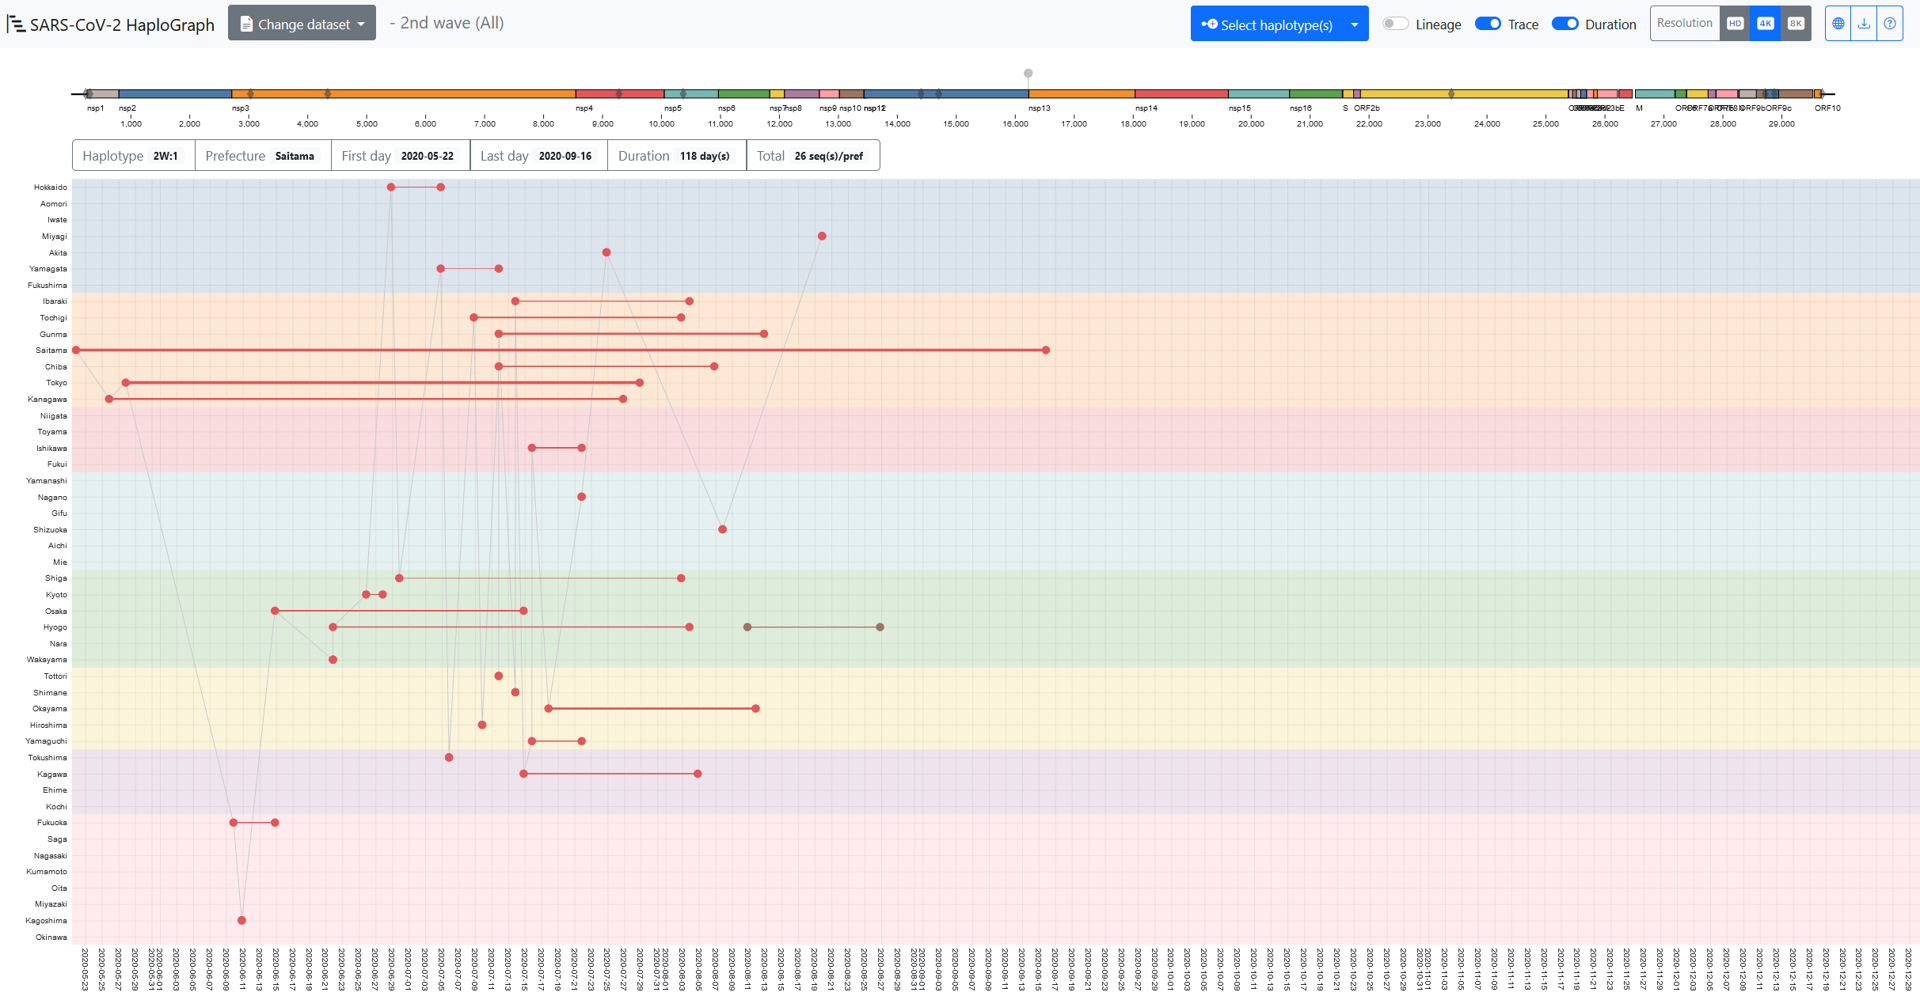 SARS-CoV-2 HaploGraph
Change dataset
- 2nd wave (All)
Select haplotype(s)
Lineage
Trace
Duration
Resolution
HD
4K
8K
nsp1 nsp2 nsp3 nsp4 nsp5 nsp6 nsp8 nsp9 nsp10 nsp12 nsp13 nsp14 nsp15 nsp16 S ORF2b M ORF9c ORF10
1,000 2,000 3,000 4,000 5,000 6,000 7,000 8,000 9,000 10,000 11,000 12,000 13,000 14,000 15,000 16,000 17,000 18,000 19,000 20,000 21,000 22,000 23,000 24,000 25,000 26,000 27,000 28,000 29,000
Haplotype 2W:1
Prefecture Saitama
First day 2020-05-22
Last day 2020-09-16
Duration 118 day(s)
Total 26 seq(s)/pref
Hokkaido
Aomori
Iwate
Miyagi
Akita
Yamagata
Fukushima
Ibaraki
Tochigi
Gunma
Saitama
Chiba
Tokyo
Kanagawa
Niigata
Toyama
Ishikawa
Fukui
Yamanashi
Nagano
Gifu
Shizuoka
Aichi
Mie
Shiga
Kyoto
Osaka
Hyogo
Nara
Wakayama
Tottori
Shimane
Okayama
Hiroshima
Yamaguchi
Tokushima
Kagawa
Ehime
Kochi
Fukuoka
Saga
Nagasaki
Kumamoto
Oita
Miyazaki
Kagoshima
Okinawa
2020-05-23 2020-05-25 2020-05-27 2020-05-29 2020-05-31 2020-06-01 2020-06-03 2020-06-05 2020-06-07 2020-06-09 2020-06-11 2020-06-13 2020-06-15 2020-06-17 2020-06-19 2020-06-21 2020-06-23 2020-06-25 2020-06-27 2020-06-29 2020-07-01 2020-07-03 2020-07-05 2020-07-07 2020-07-09 2020-07-11 2020-07-13 2020-07-15 2020-07-17 2020-07-19 2020-07-21 2020-07-23 2020-07-25 2020-07-27 2020-07-29 2020-07-31 2020-08-01 2020-08-03 2020-08-05 2020-08-07 2020-08-09 2020-08-11 2020-08-13 2020-08-15 2020-08-17 2020-08-19 2020-08-21 2020-08-23 2020-08-25 2020-08-27 2020-08-29 2020-08-31 2020-09-01 2020-09-03 2020-09-05 2020-09-07 2020-09-09 2020-09-11 2020-09-13 2020-09-15 2020-09-17 2020-09-19 2020-09-21 2020-09-23 2020-09-25 2020-09-27 2020-09-29 2020-10-01 2020-10-03 2020-10-05 2020-10-07 2020-10-09 2020-10-11 2020-10-13 2020-10-15 2020-10-17 2020-10-19 2020-10-21 2020-10-23 2020-10-25 2020-10-27 2020-10-29 2020-10-31 2020-11-01 2020-11-03 2020-11-05 2020-11-07 2020-11-09 2020-11-11 2020-11-13 2020-11-15 2020-11-17 2020-11-19 2020-11-21 2020-11-23 2020-11-25 2020-11-27 2020-11-29 2020-12-01 2020-12-03 2020-12-05 2020-12-07 2020-12-09 2020-12-11 2020-12-13 2020-12-15 2020-12-17 2020-12-19 2020-12-21 2020-12-23 2020-12-25 2020-12-27 2020-12-29